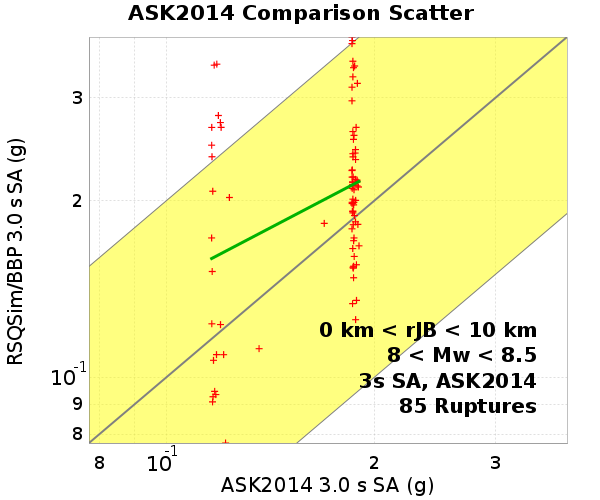 ASK2014 Comparison Scatter
RSQSim/BBP 3.0 s SA (g)
3
2
10-1
9
8
0 km < rJB < 10 km
8 < Mw < 8.5
3s SA, ASK2014
85 Ruptures
8 10-1 2 3
ASK2014 3.0 s SA (g)